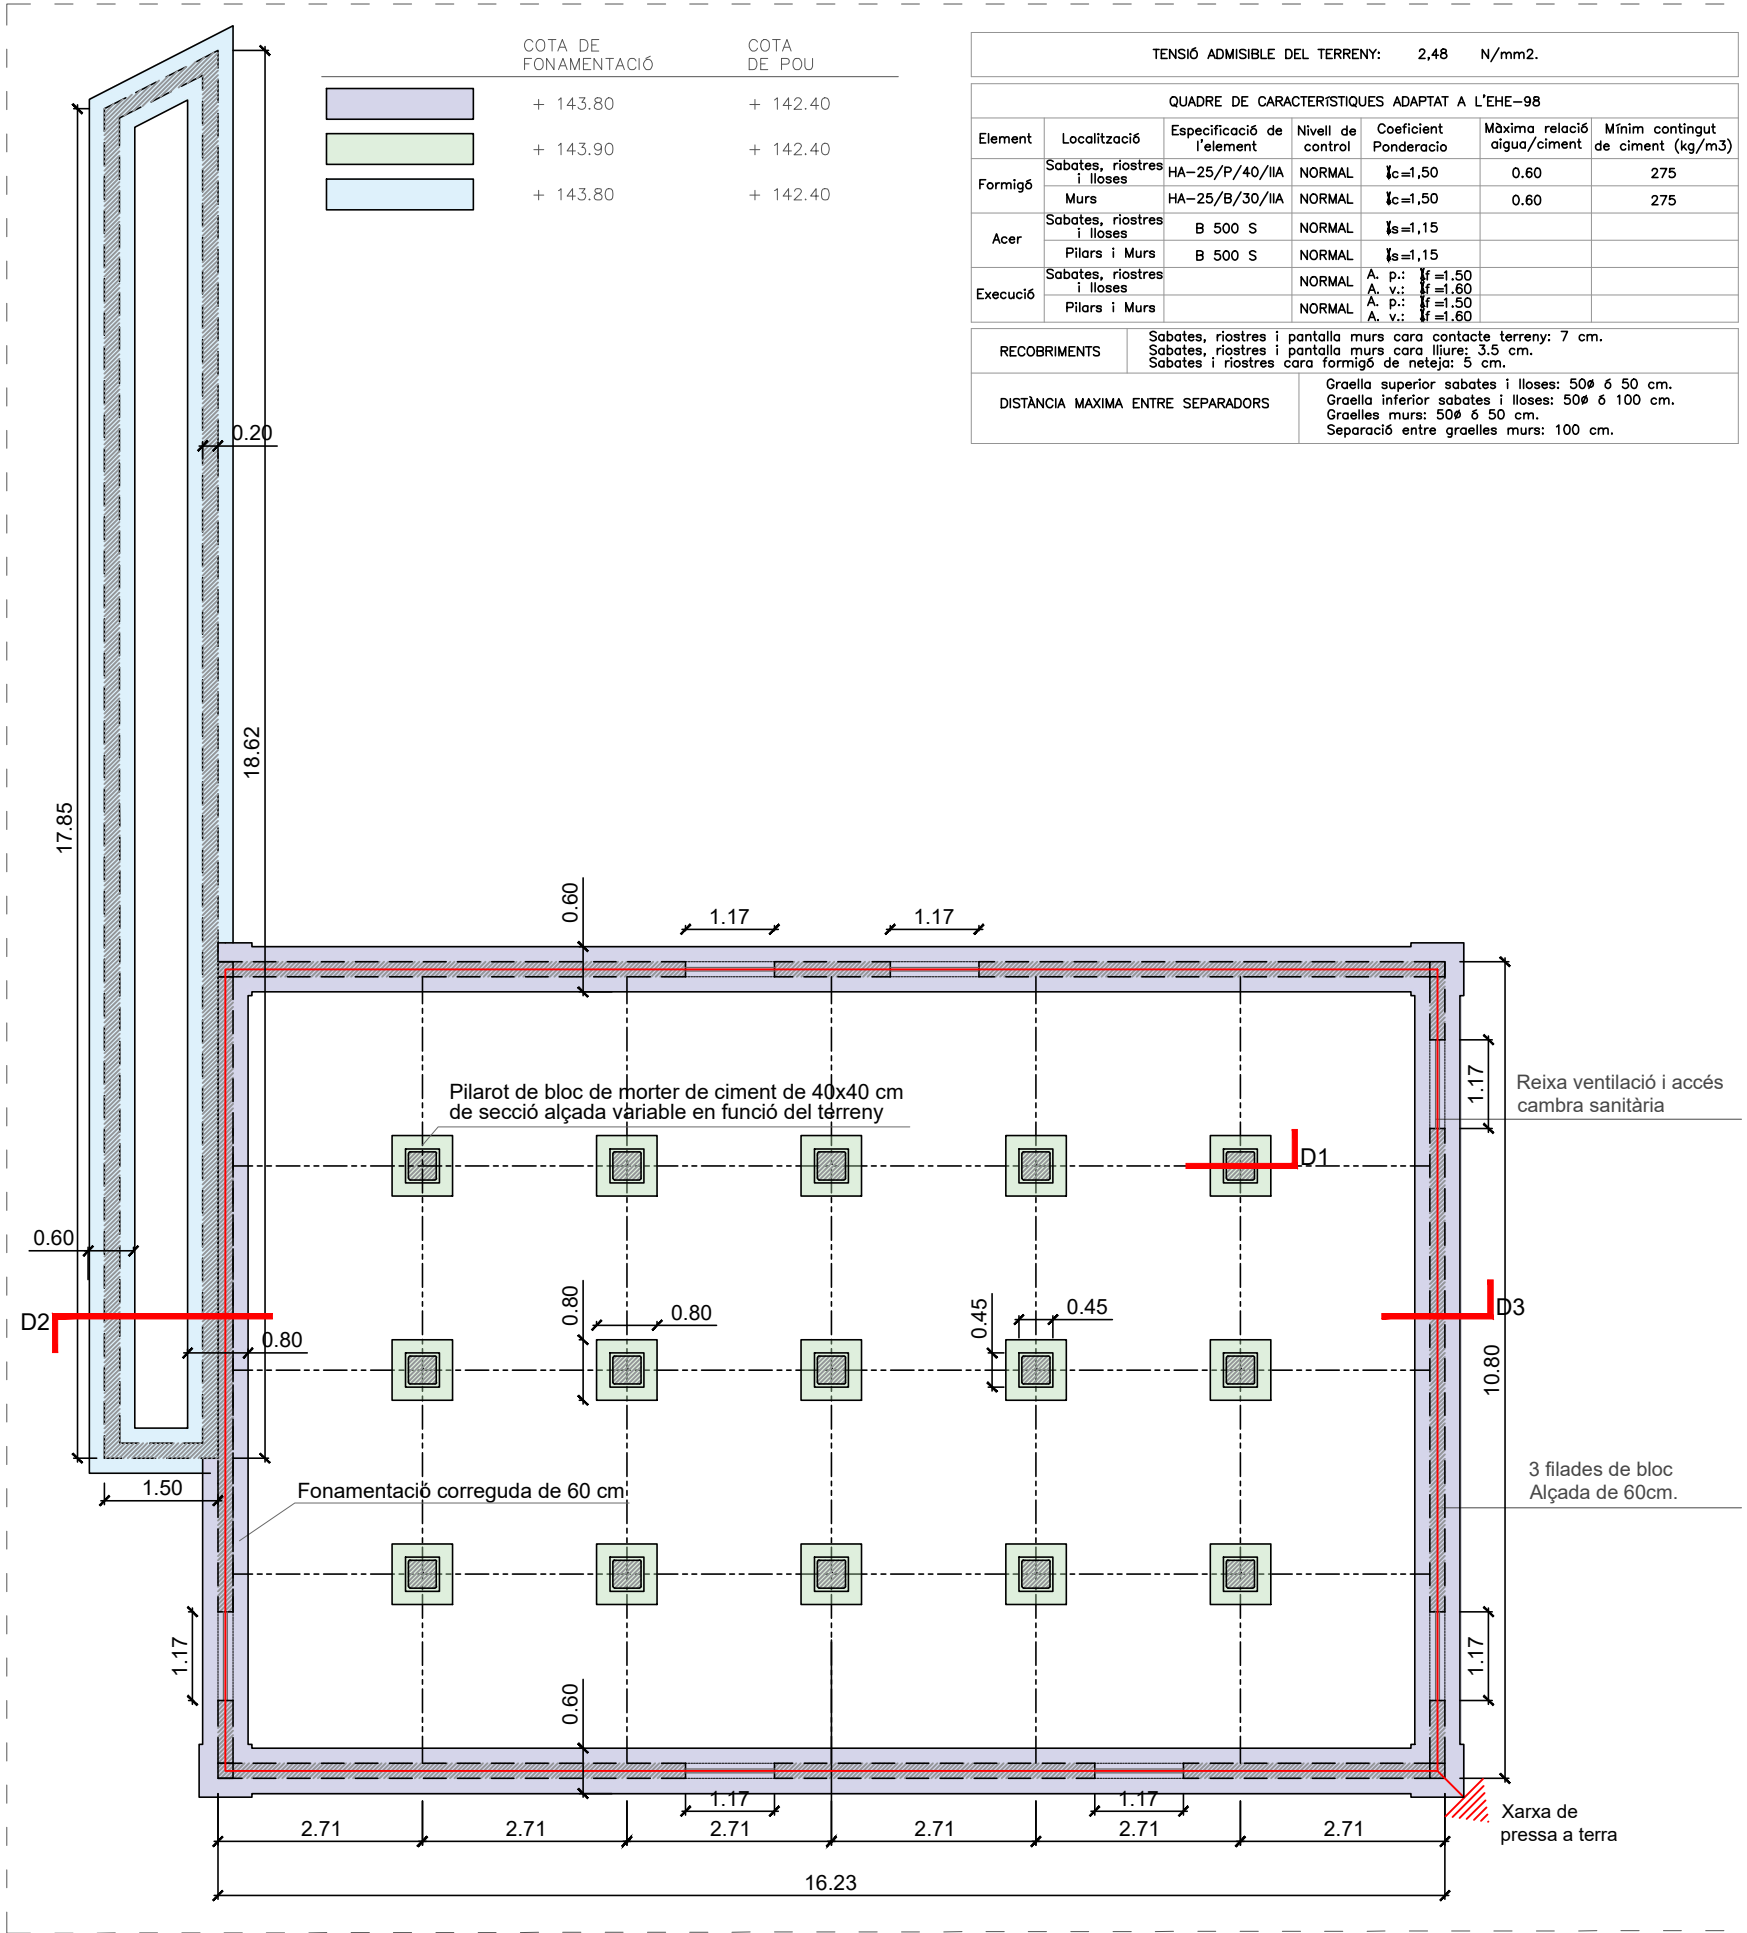 COTA DE
FONAMENTACIÓ
COTA
DE POU
+ 143.80
+ 142.40
+ 143.90
+ 142.40
+ 143.80
+ 142.40
TENSIÓ ADMISIBLE DEL TERRENY: 2,48 N/mm2.
QUADRE DE CARACTERÍSTIQUES ADAPTAT A L'EHE-98
Element
Localització
Especificació de
l'element
Nivell de
control
Coeficient
Ponderacio
Màxima relació
aigua/ciment
Mínim contingut
de ciment (kg/m3)
Formigó
Sabates, riostres
i lloses
HA-25/P/40/IIA
NORMAL
γc=1,50
0.60
275
Murs
HA-25/B/30/IIA
NORMAL
γc=1,50
0.60
275
Acer
Sabates, riostres
i lloses
B 500 S
NORMAL
γs=1,15
Pilars i Murs
B 500 S
NORMAL
γs=1,15
Execució
Sabates, riostres
i lloses
NORMAL
A. p.: γf =1.50
A. v.: γf =1.60
Pilars i Murs
NORMAL
A. p.: γf =1.50
A. v.: γf =1.60
RECOBRIMENTS
Sabates, riostres i pantalla murs cara contacte terreny: 7 cm.
Sabates, riostres i pantalla murs cara lliure: 3.5 cm.
Sabates i riostres cara formigó de neteja: 5 cm.
DISTÀNCIA MAXIMA ENTRE SEPARADORS
Graella superior sabates i lloses: 50ø ó 50 cm.
Graella inferior sabates i lloses: 50ø ó 100 cm.
Graelles murs: 50ø ó 50 cm.
Separació entre graelles murs: 100 cm.
0.20
18.62
17.85
0.60
1.17
1.17
Pilarot de bloc de morter de ciment de 40x40 cm
de secció alçada variable en funció del terreny
1.17
Reixa ventilació i accés
cambra sanitària
D1
0.60
D2
0.80
0.80
0.80
0.45
0.45
D3
10.80
1.50
Fonamentació correguda de 60 cm
3 filades de bloc
Alçada de 60cm.
1.17
1.17
0.60
1.17
1.17
2.71
2.71
2.71
2.71
2.71
2.71
Xarxa de
pressa a terra
16.23